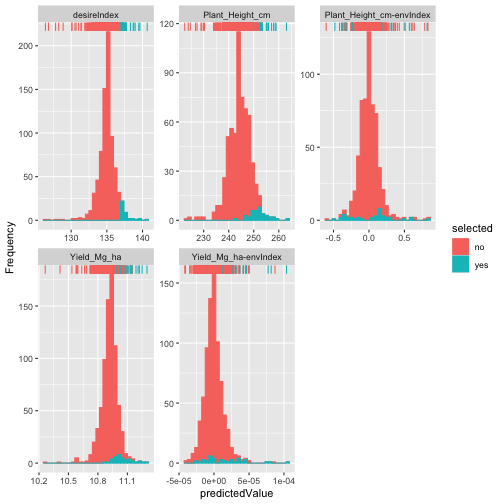 desireIndex
Plant_Height_cm
Plant_Height_cm-envIndex
200
150
100
50
0
120
90
60
30
0
100
50
0
130
135
140
230
240
250
260
-0.5
0.0
0.5
Frequency
selected
no
yes
Yield_Mg_ha
Yield_Mg_ha-envIndex
150
100
50
0
150
100
50
0
10.2
10.5
10.8
11.1
-5e-05
0e+00
5e-05
1e-04
predictedValue